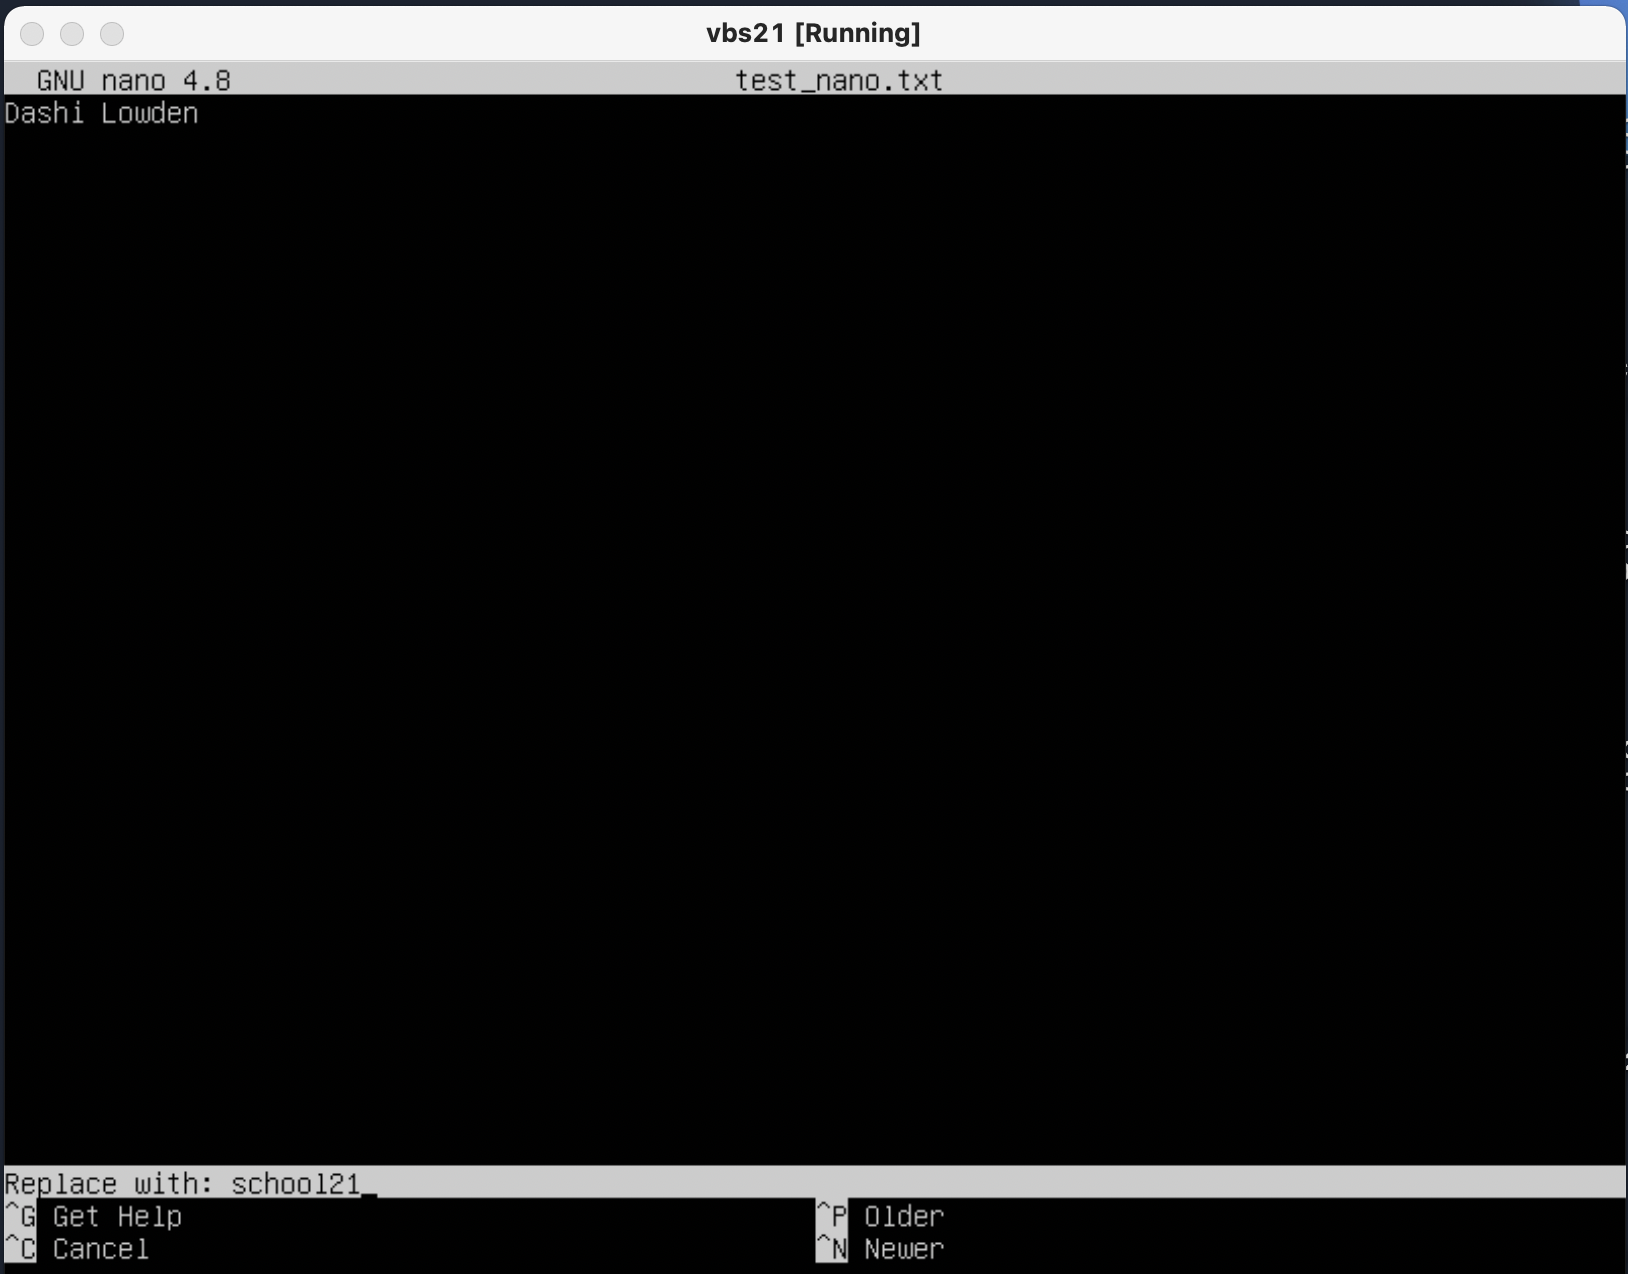 vbs21 [Running]
GNU nano 4.8 test_nano.txt
Dashi Lowden
Replace with: school21_
^G Get Help ^P Older
^C Cancel ^N Newer